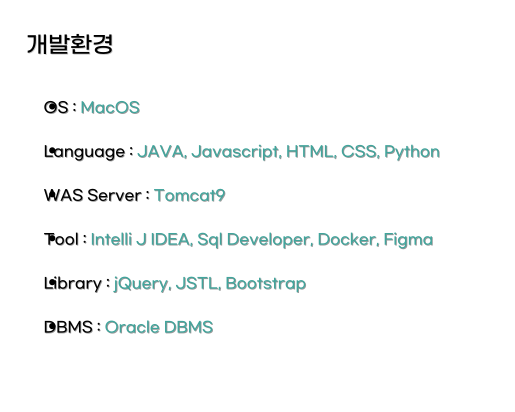 개발환경
OS : MacOS
Language : JAVA, Javascript, HTML, CSS, Python
WAS Server : Tomcat9
Tool : Intelli J IDEA, Sql Developer, Docker, Figma
Library : jQuery, JSTL, Bootstrap
DBMS : Oracle DBMS